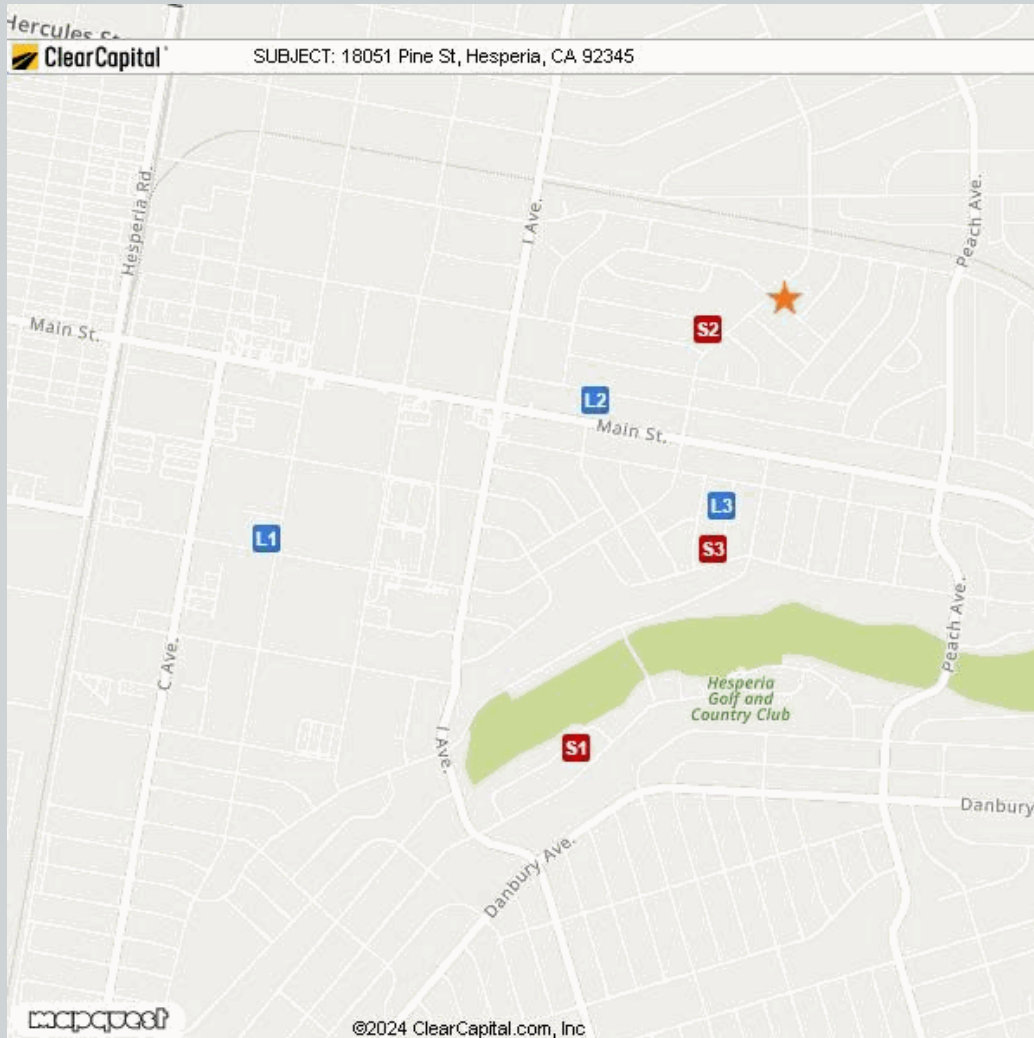 Hercules St.
ClearCapital
SUBJECT: 18051 Pine St, Hesperia, CA 92345
Hesperia Rd.
I Ave.
Peach Ave.
S2
Main St.
L2
Main St.
L3
L1
S3
Peach Ave.
C Ave.
Hesperia
Golf and
Country Club
I Ave.
S1
Danbury
Danbury Ave.
mapquest
©2024 ClearCapital.com, Inc